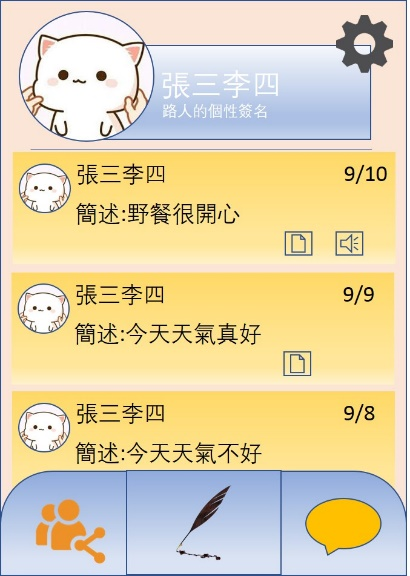 張三李四
路人的個性簽名
張三李四 9/10
簡述:野餐很開心
張三李四 9/9
簡述:今天天氣真好
張三李四 9/8
簡述:今天天氣不好